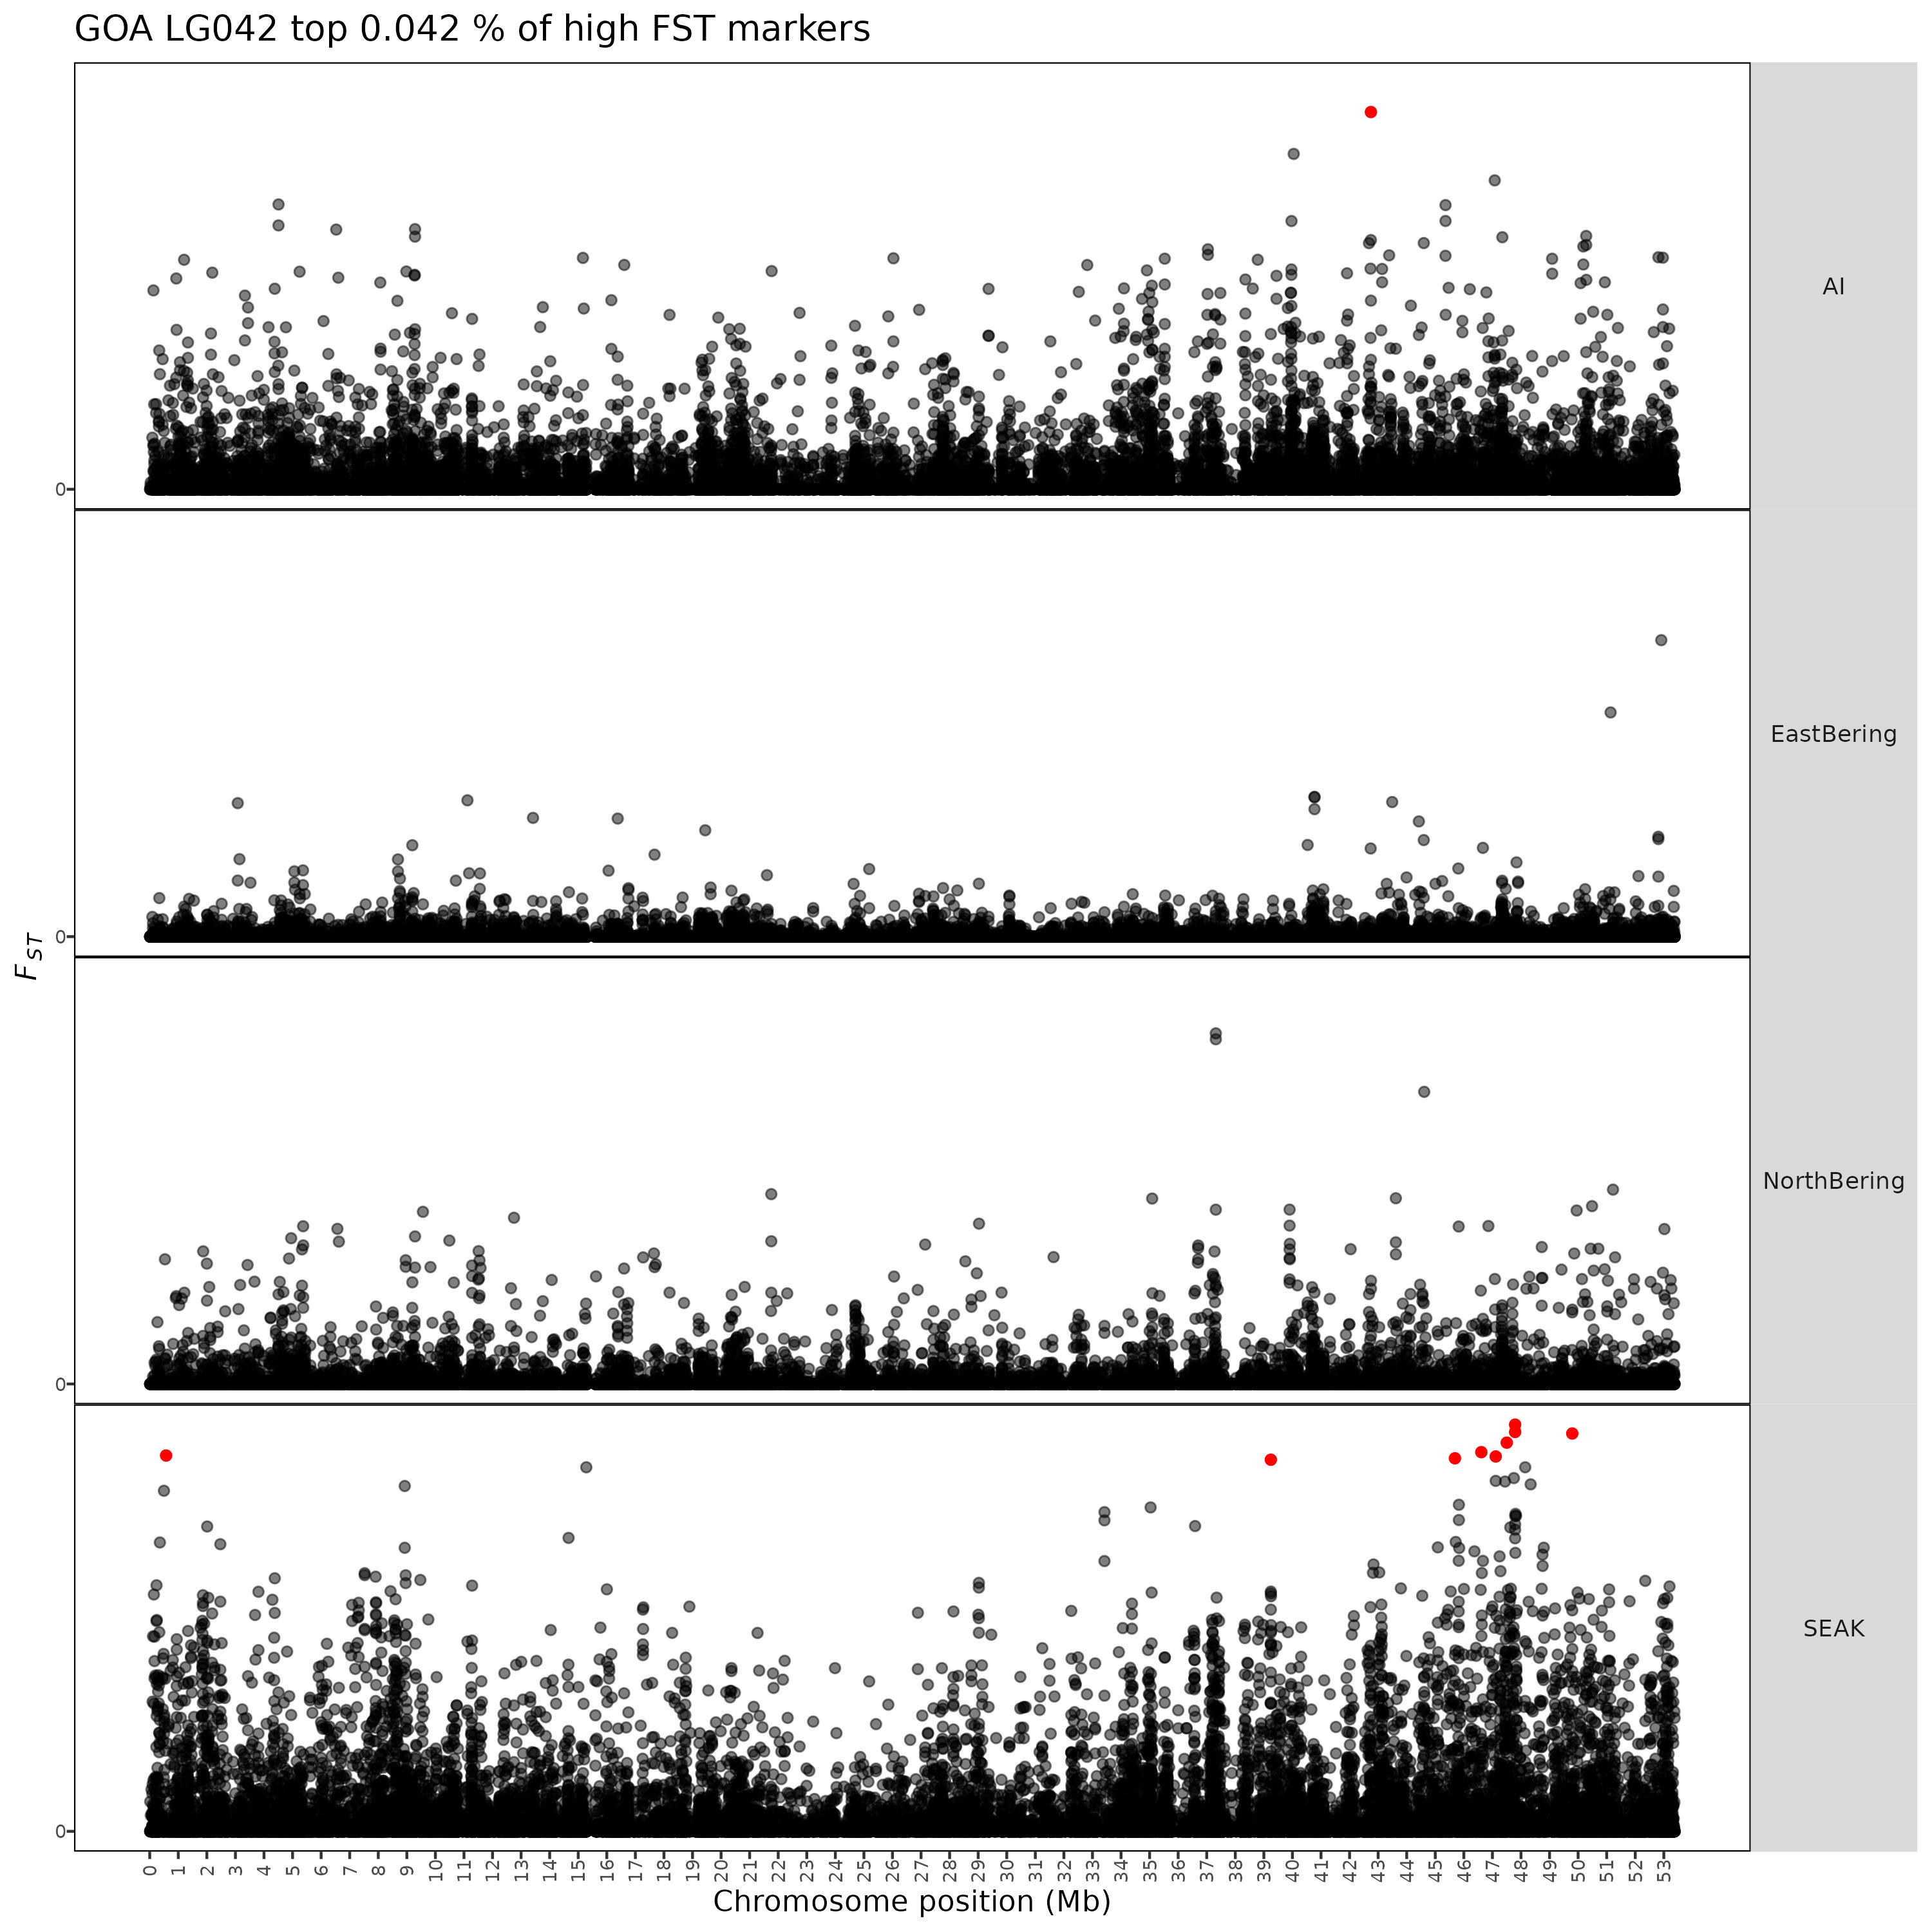 GOA LG042 top 0.042 % of high FST markers
AI
0
EastBering
0
NorthBering
0
SEAK
0
F ST
0 1 2 3 4 5 6 7 8 9 10 11 12 13 14 15 16 17 18 19 20 21 22 23 24 25 26 27 28 29 30 31 32 33 34 35 36 37 38 39 40 41 42 43 44 45 46 47 48 49 50 51 52 53
Chromosome position (Mb)